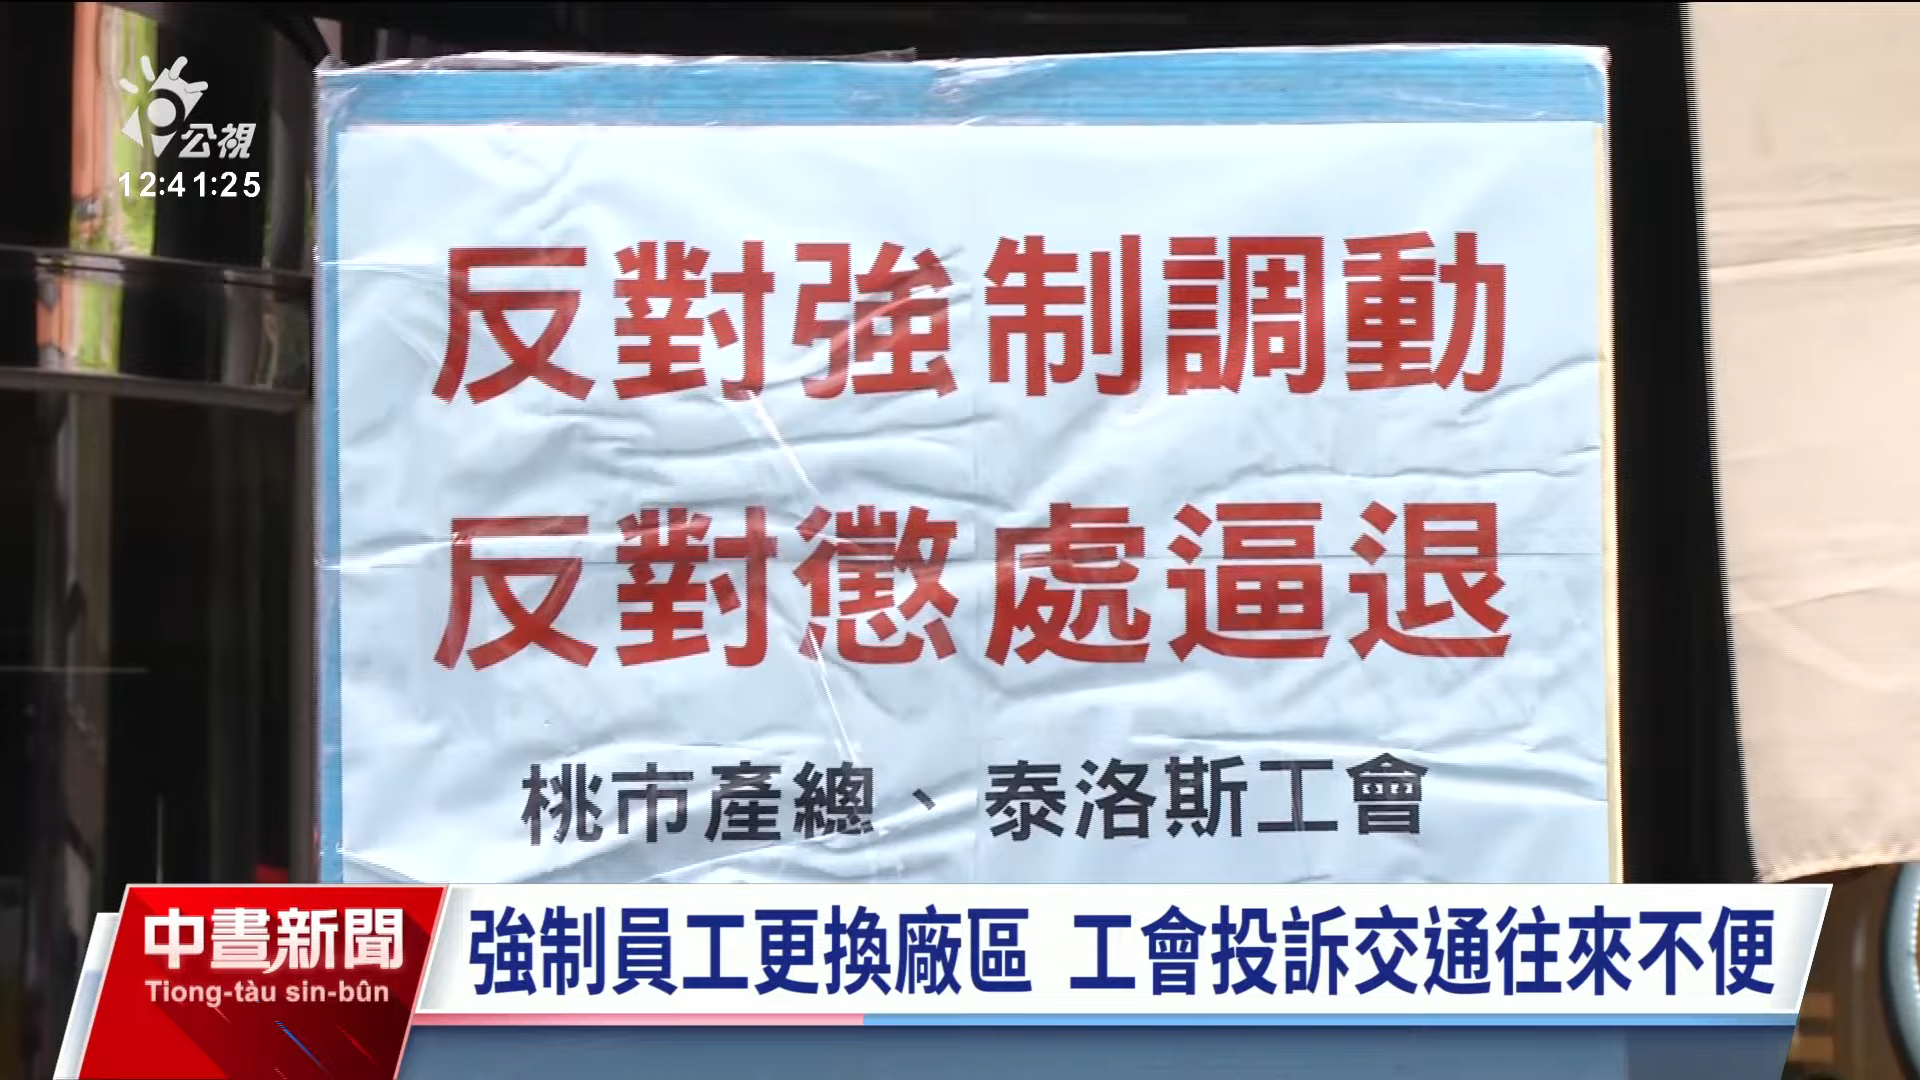 公視
12:41:25
反對強制調動
反對懲處逼退
桃市產總、泰洛斯工會
中晝新聞
Tiong-tàu sin-bûn
強制員工更換廠區 工會投訴交通往來不便